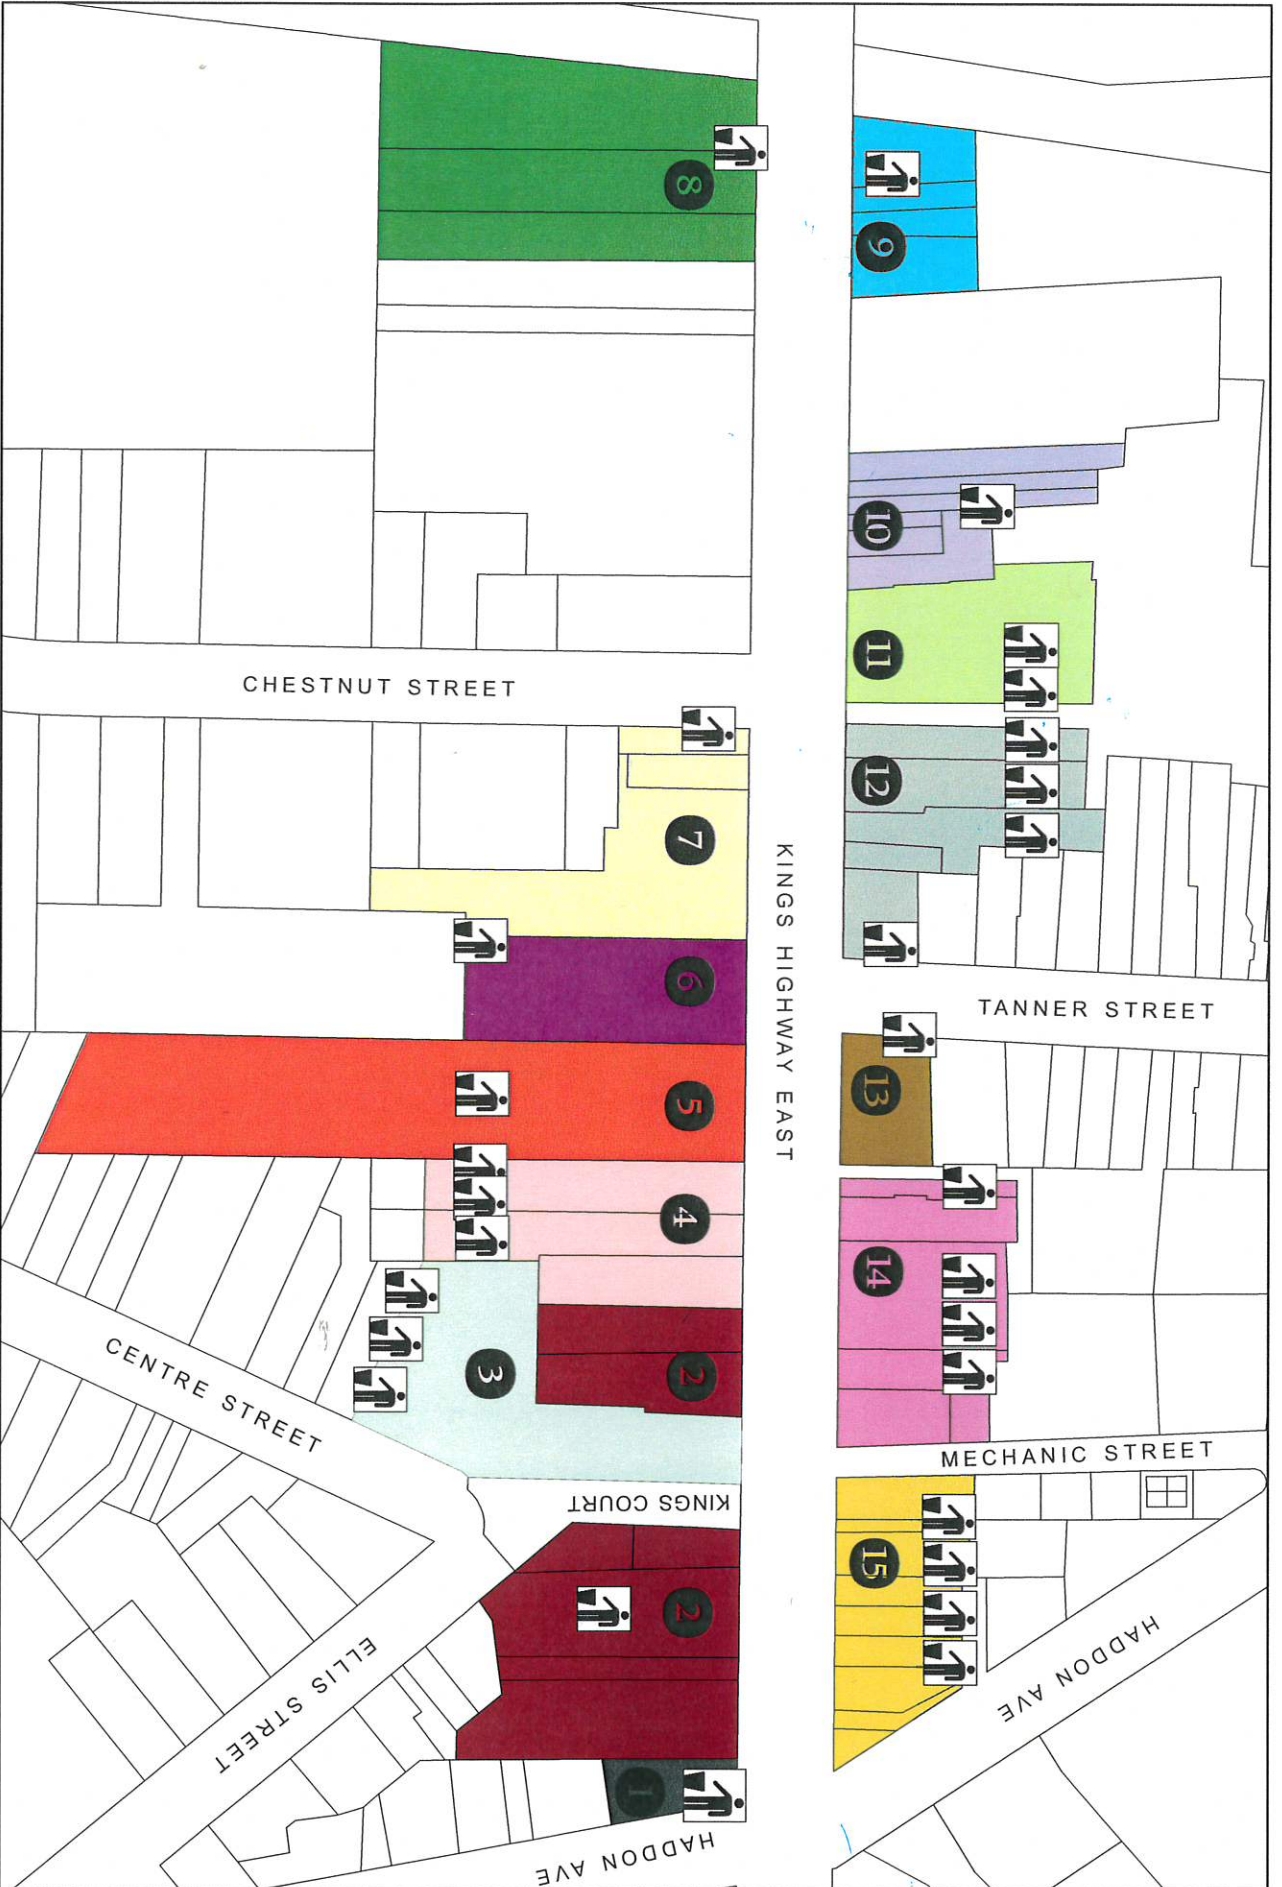 8
9
10
11
CHESTNUT STREET
12
7
KINGS HIGHWAY EAST
6
TANNER STREET
5
13
4
14
3
2
CENTRE STREET
MECHANIC STREET
KINGS COURT
15
2
ELLIS STREET
HADDON AVE
1
HADDON AVE